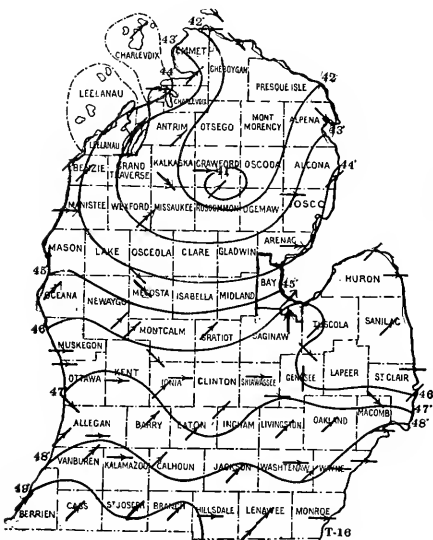 42°
43°
EMMET
CHARLEVOIX
CHEBOYGAN
44
42
PRESQUE ISLE
LEELANAU
CHARLEVOIX
ANTRIM OTSEGO MONT MORENCY ALPENA
43°
LEELANAU
BENZIE GRAND TRAVERSE KALKASKA CRAWFORD OSCODA ALCONA
44°
41
MANISTEE WEXFORD MISSAUKEE ROSCOMMON OGEMAW IOSCO
ARENAC
MASON LAKE OSCEOLA CLARE GLADWIN
HURON
45°
BAY 45°
OCEANA NEWAYGO MECOSTA ISABELLA MIDLAND
TUSCOLA SANILAC
46
MONTCALM GRATIOT SAGINAW
MUSKEGON
OTTAWA KENT IONIA CLINTON SHIAWASSEE GENESEE LAPEER ST CLAIR
46
47
47°
MACOMB
48°
ALLEGAN BARRY EATON INGHAM LIVINGSTON OAKLAND
48°
VANBUREN KALAMAZOO CALHOUN JACKSON WASHTENAW WAYNE
49°
BERRIEN CASS ST JOSEPH BRANCH HILLSDALE LENAWEE MONROE
T-16